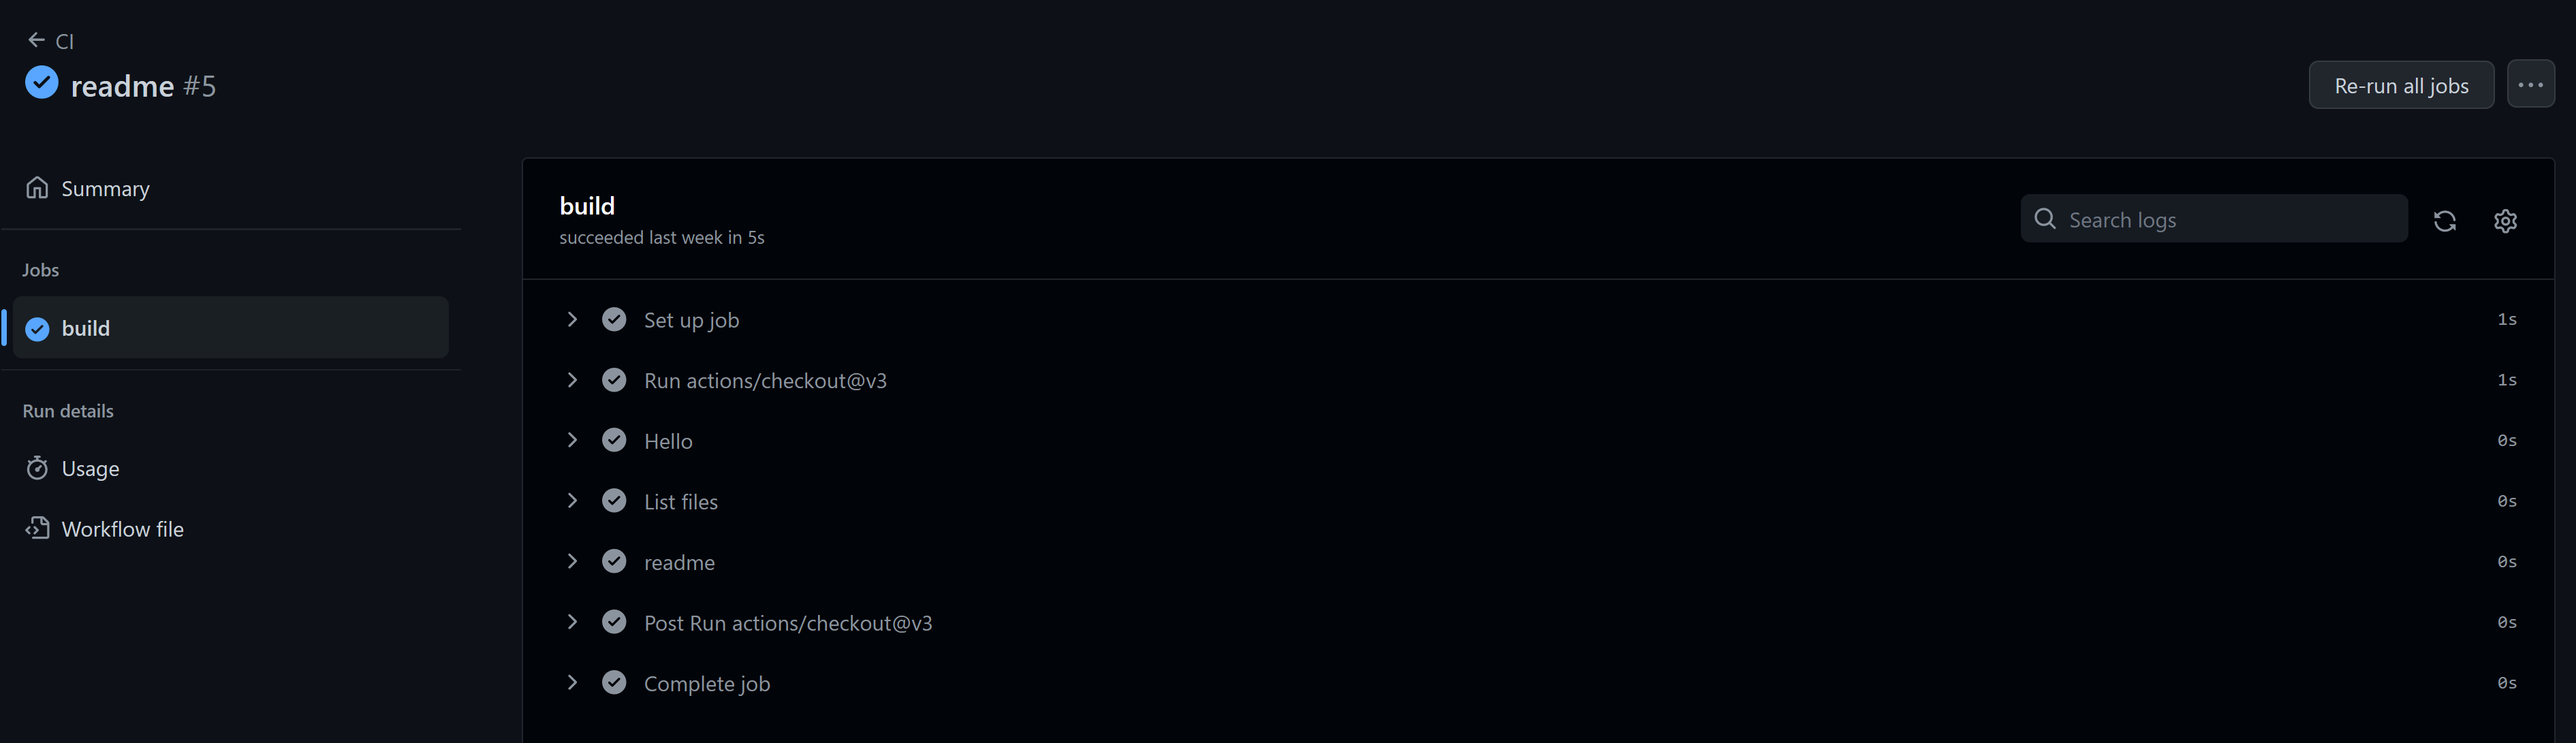 CI
readme #5
Re-run all jobs
Summary
Jobs
build
Run details
Usage
Workflow file
build
succeeded last week in 5s
Search logs
Set up job 1s
Run actions/checkout@v3 1s
Hello 0s
List files 0s
readme 0s
Post Run actions/checkout@v3 0s
Complete job 0s